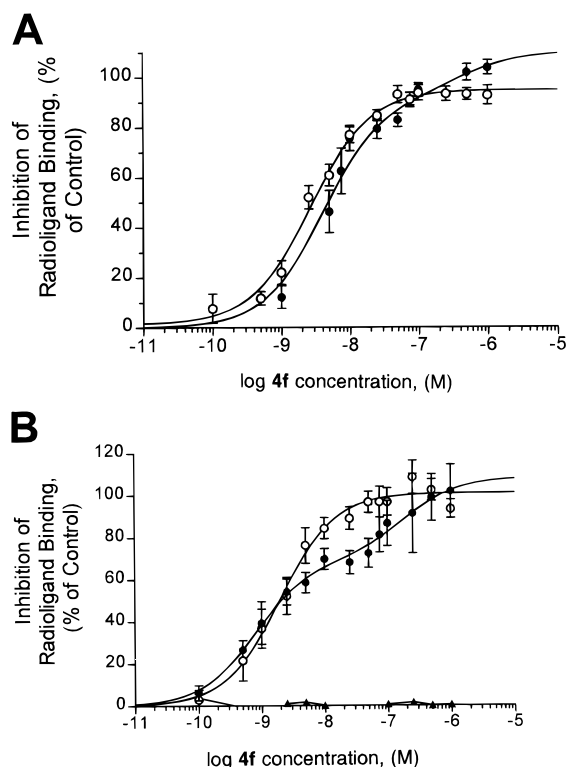 A
Inhibition of
Radioligand Binding, (%
of Control)
100
80
60
40
20
0
-11 -10 -9 -8 -7 -6 -5
log 4f concentration, (M)
B
Inhibition of
Radioligand Binding,
(% of Control)
120
100
80
60
40
20
0
-11 -10 -9 -8 -7 -6 -5
log 4f concentration, (M)